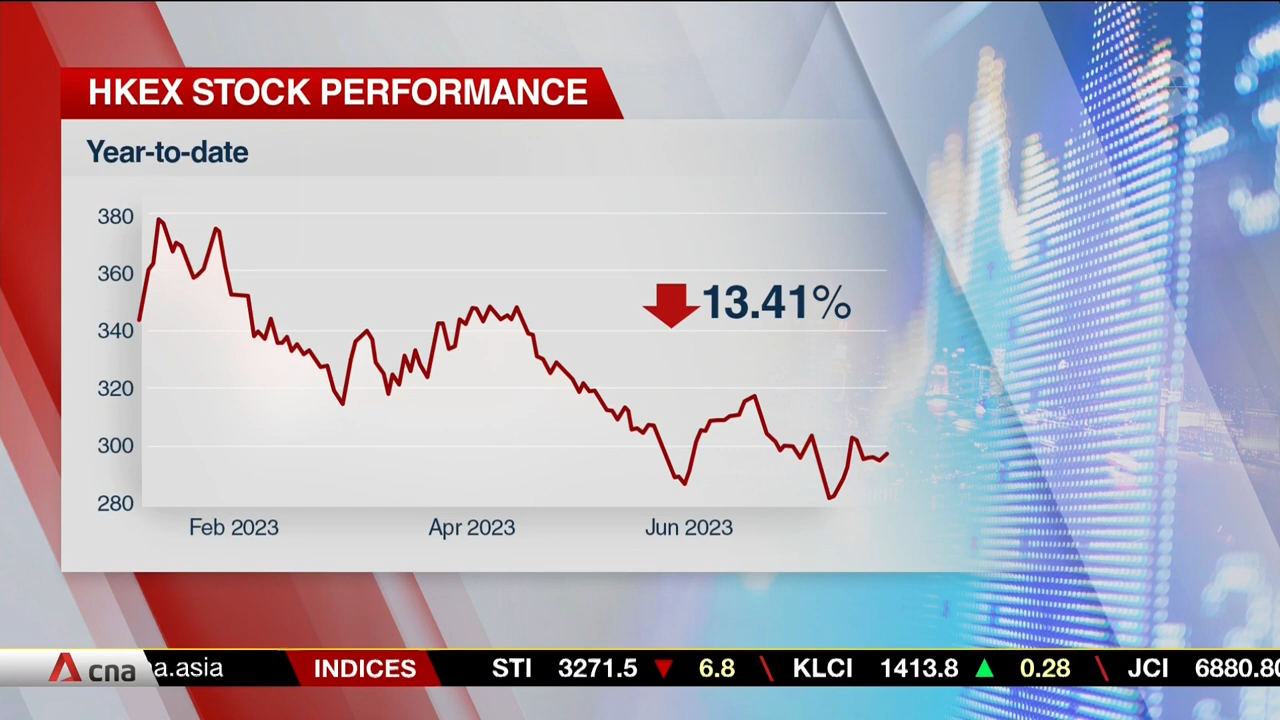 HKEX STOCK PERFORMANCE
Year-to-date
380
360
340
320
300
280
13.41%
Feb 2023 Apr 2023 Jun 2023
cna a.asia INDICES STI 3271.5 ▼ 6.8 \ KLCI 1413.8 ▲ 0.28 \ JCI 6880.80